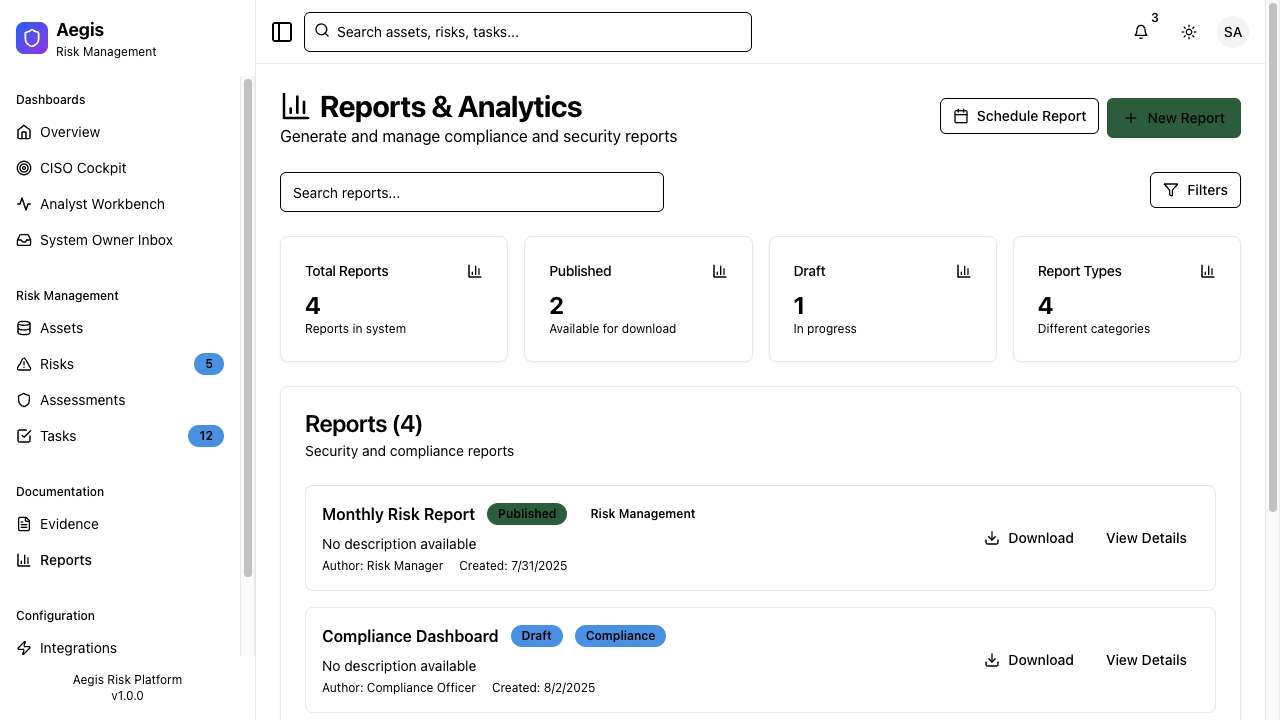 Aegis
Risk Management
Dashboards
Overview
CISO Cockpit
Analyst Workbench
System Owner Inbox
Risk Management
Assets
Risks
5
Assessments
Tasks
12
Documentation
Evidence
Reports
Configuration
Integrations
Aegis Risk Platform
v1.0.0
Search assets, risks, tasks...
3
SA
Reports & Analytics
Generate and manage compliance and security reports
Schedule Report
New Report
Search reports...
Filters
Total Reports
4
Reports in system
Published
2
Available for download
Draft
1
In progress
Report Types
4
Different categories
Reports (4)
Security and compliance reports
Monthly Risk Report
Published
Risk Management
No description available
Author: Risk Manager
Created: 7/31/2025
Download
View Details
Compliance Dashboard
Draft
Compliance
No description available
Author: Compliance Officer
Created: 8/2/2025
Download
View Details